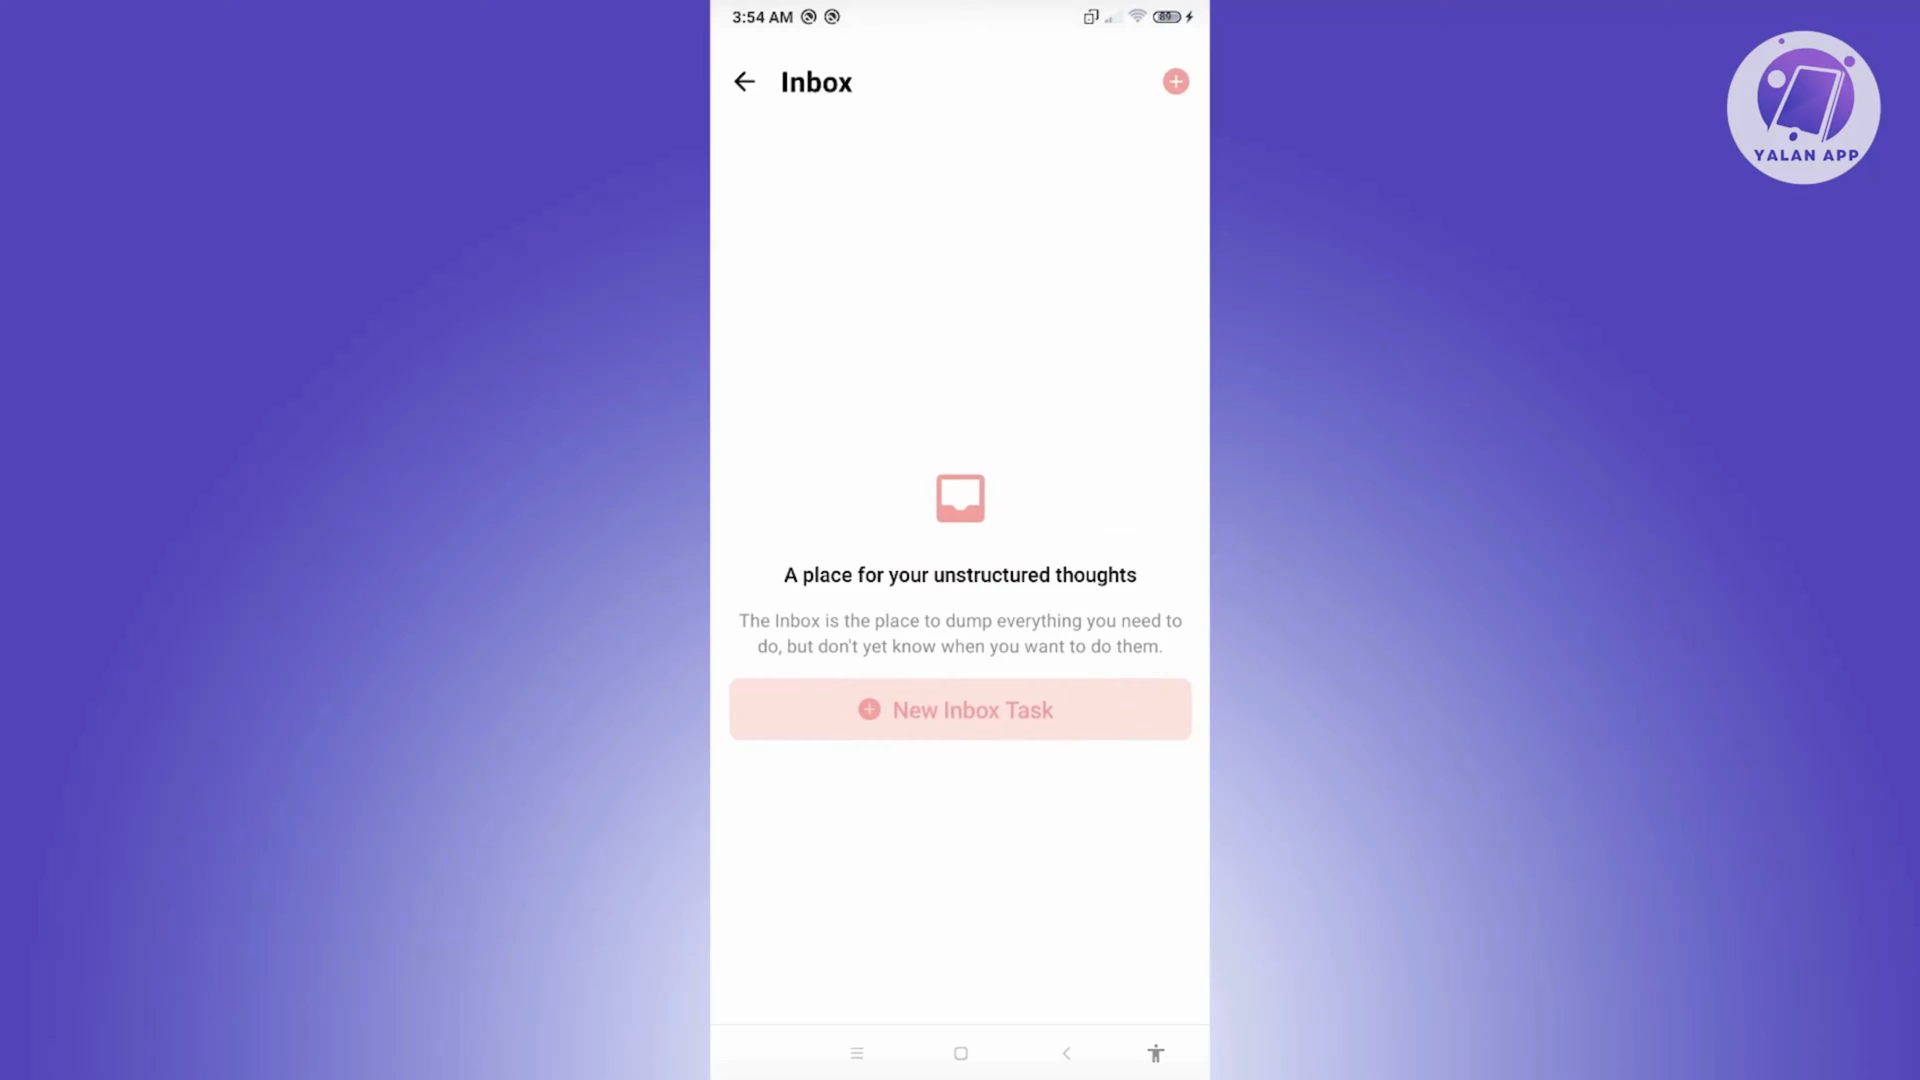 3:54 AM
89
Inbox
YALAN APP
A place for your unstructured thoughts
The Inbox is the place to dump everything you need to
do, but don't yet know when you want to do them.
New Inbox Task